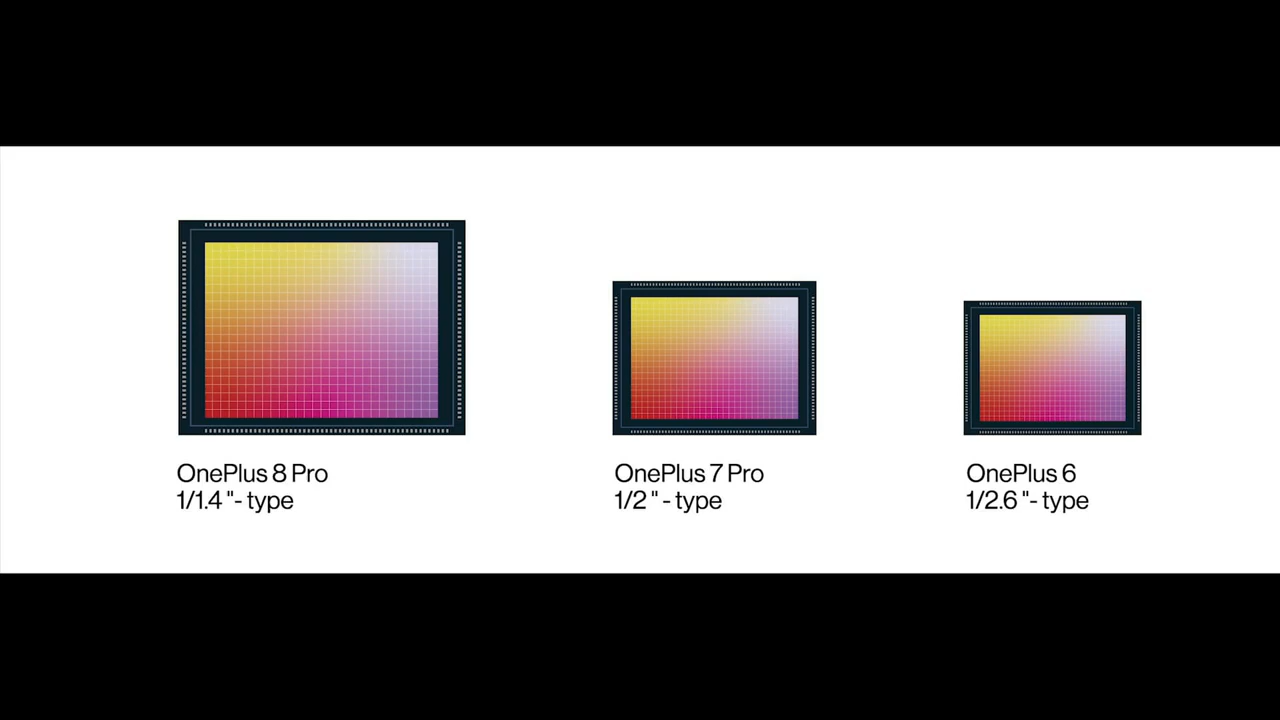 OnePlus 8 Pro
1/1.4 "- type
OnePlus 7 Pro
1/2 " - type
OnePlus 6
1/2.6 "- type